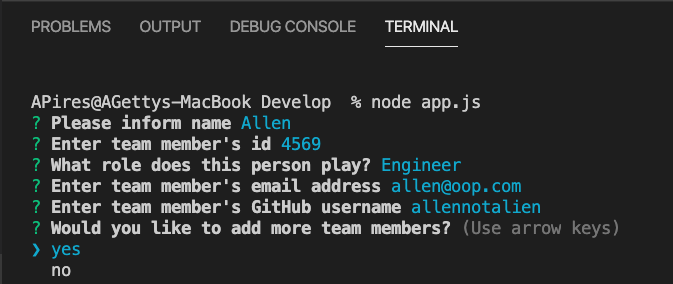 PROBLEMS OUTPUT DEBUG CONSOLE TERMINAL
APires@AGettys-MacBook Develop % node app.js
? Please inform name Allen
? Enter team member's id 4569
? What role does this person play? Engineer
? Enter team member's email address allen@oop.com
? Enter team member's GitHub username allennotalien
? Would you like to add more team members? (Use arrow keys)
❯ yes
no